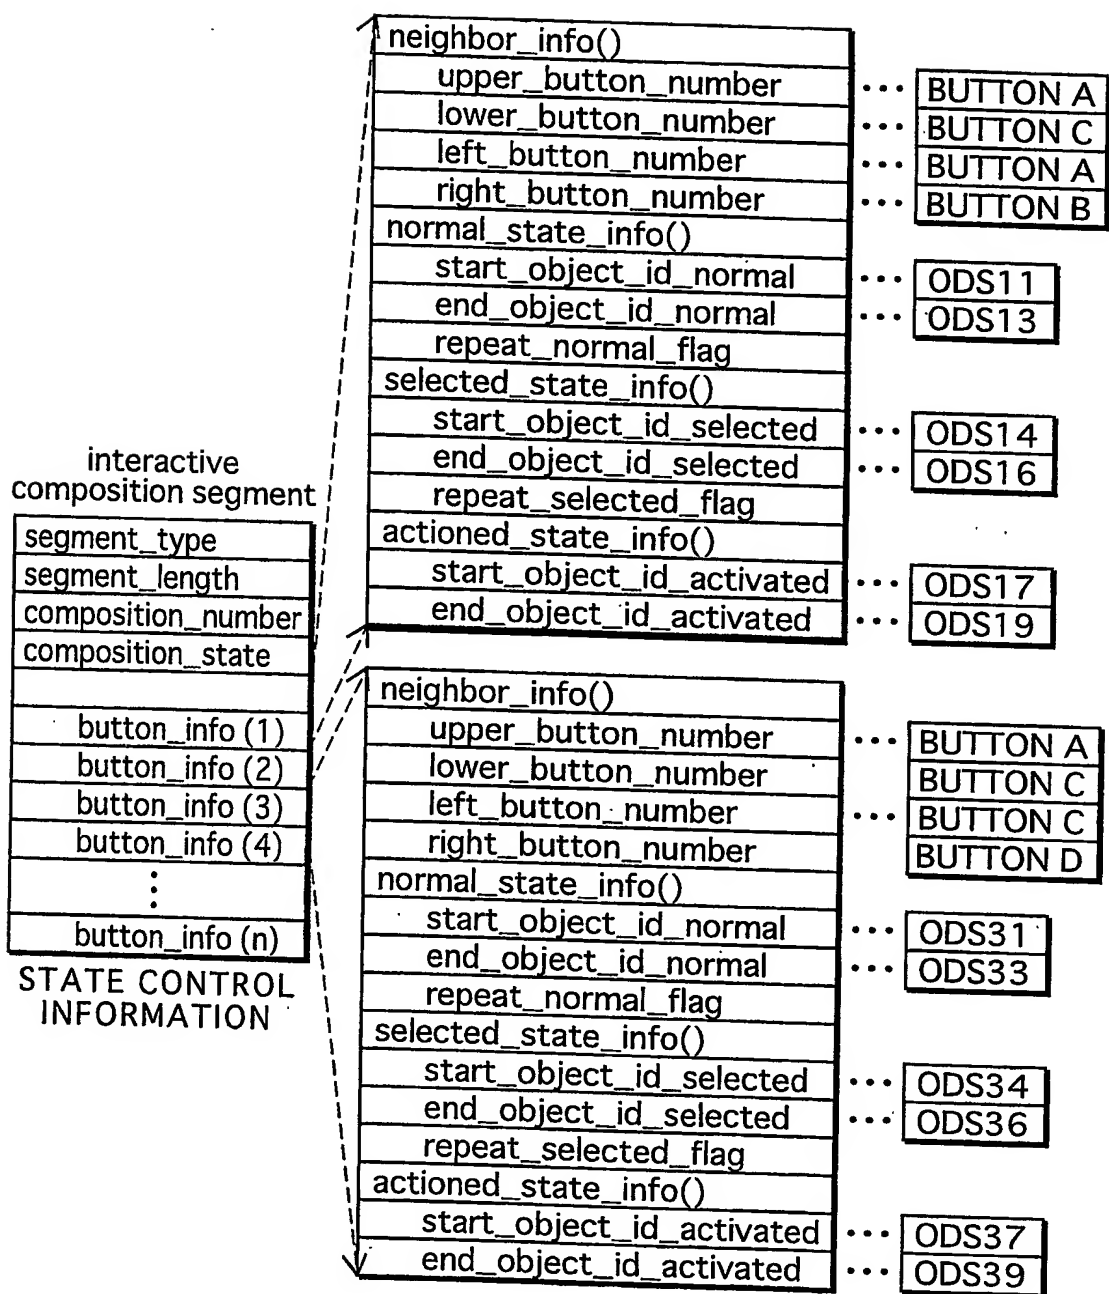 interactive
composition segment
segment_type
segment_length
composition_number
composition_state
button_info (1)
button_info (2)
button_info (3)
button_info (4)
⋮
button_info (n)
STATE CONTROL
INFORMATION
neighbor_info()
upper_button_number ... BUTTON A
lower_button_number ... BUTTON C
left_button_number ... BUTTON A
right_button_number ... BUTTON B
normal_state_info()
start_object_id_normal ... ODS11
end_object_id_normal ... ODS13
repeat_normal_flag
selected_state_info()
start_object_id_selected ... ODS14
end_object_id_selected ... ODS16
repeat_selected_flag
actioned_state_info()
start_object_id_activated ... ODS17
end_object_id_activated ... ODS19
neighbor_info()
upper_button_number ... BUTTON A
lower_button_number BUTTON C
left_button_number ... BUTTON C
right_button_number BUTTON D
normal_state_info()
start_object_id_normal ... ODS31
end_object_id_normal ... ODS33
repeat_normal_flag
selected_state_info()
start_object_id_selected ... ODS34
end_object_id_selected ... ODS36
repeat_selected_flag
actioned_state_info()
start_object_id_activated ... ODS37
end_object_id_activated ... ODS39